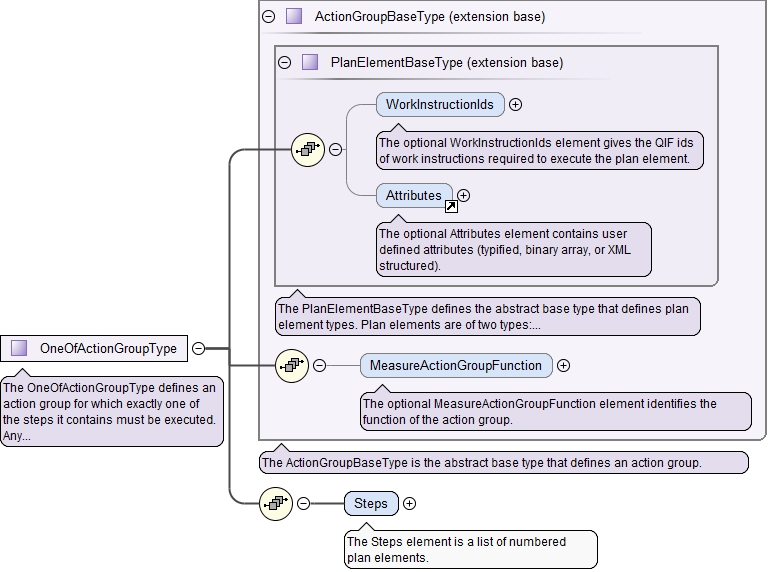 ActionGroupBaseType (extension base)
PlanElementBaseType (extension base)
WorkInstructionIds
The optional WorkInstructionIds element gives the QIF ids
of work instructions required to execute the plan element.
Attributes
The optional Attributes element contains user
defined attributes (typified, binary array, or XML
structured).
The PlanElementBaseType defines the abstract base type that defines plan
element types. Plan elements are of two types:...
OneOfActionGroupType
The OneOfActionGroupType defines an
action group for which exactly one of
the steps it contains must be executed.
Any...
MeasureActionGroupFunction
The optional MeasureActionGroupFunction element identifies the
function of the action group.
The ActionGroupBaseType is the abstract base type that defines an action group.
Steps
The Steps element is a list of numbered
plan elements.